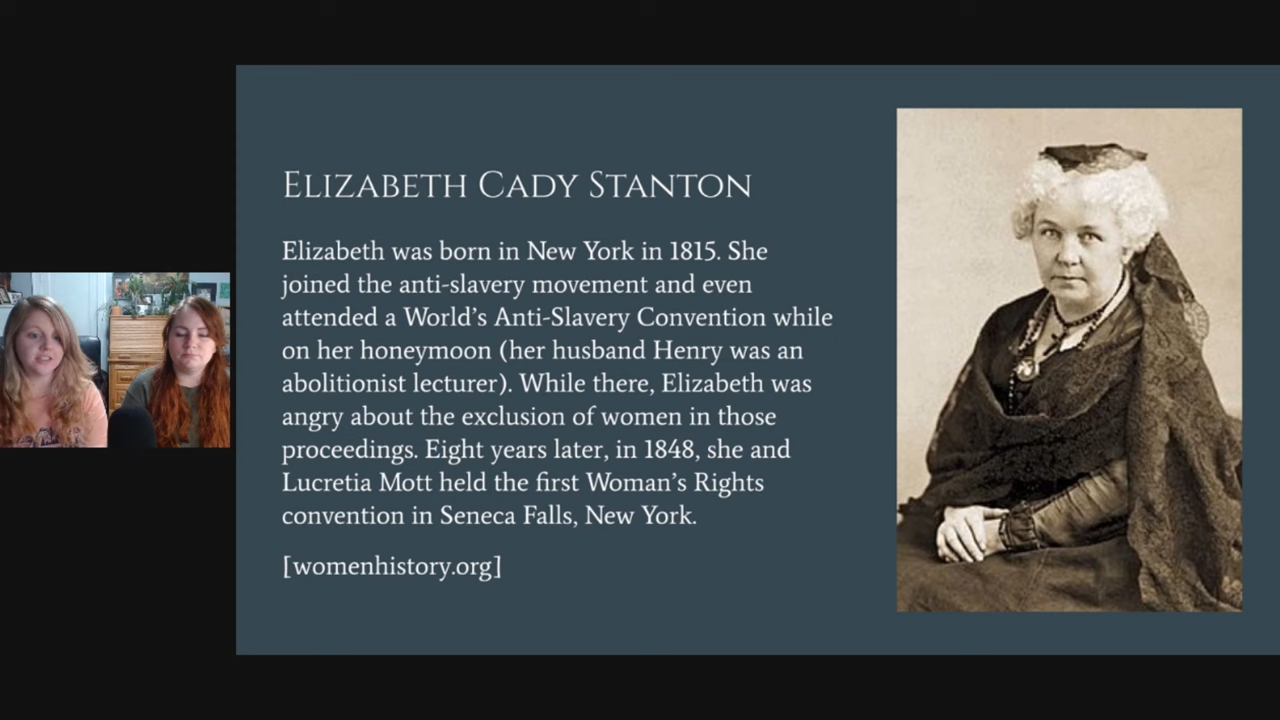 Elizabeth Cady Stanton
Elizabeth was born in New York in 1815. She
joined the anti-slavery movement and even
attended a World's Anti-Slavery Convention while
on her honeymoon (her husband Henry was an
abolitionist lecturer). While there, Elizabeth was
angry about the exclusion of women in those
proceedings. Eight years later, in 1848, she and
Lucretia Mott held the first Woman's Rights
convention in Seneca Falls, New York.
[womenhistory.org]